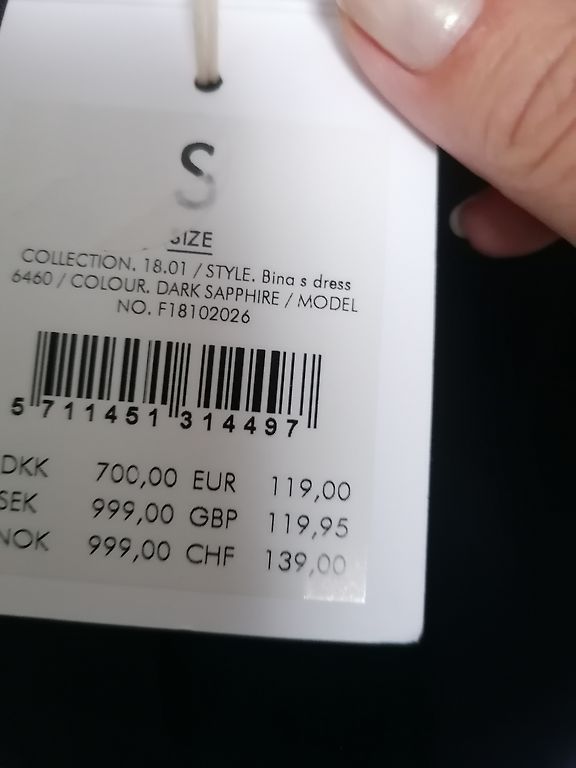 S
SIZE
COLLECTION. 18.01 / STYLE. Bina s dress
6460 / COLOUR. DARK SAPPHIRE / MODEL
NO. F18102026
5 711451 314497
DKK 700,00 EUR 119,00
SEK 999,00 GBP 119,95
NOK 999,00 CHF 139,00